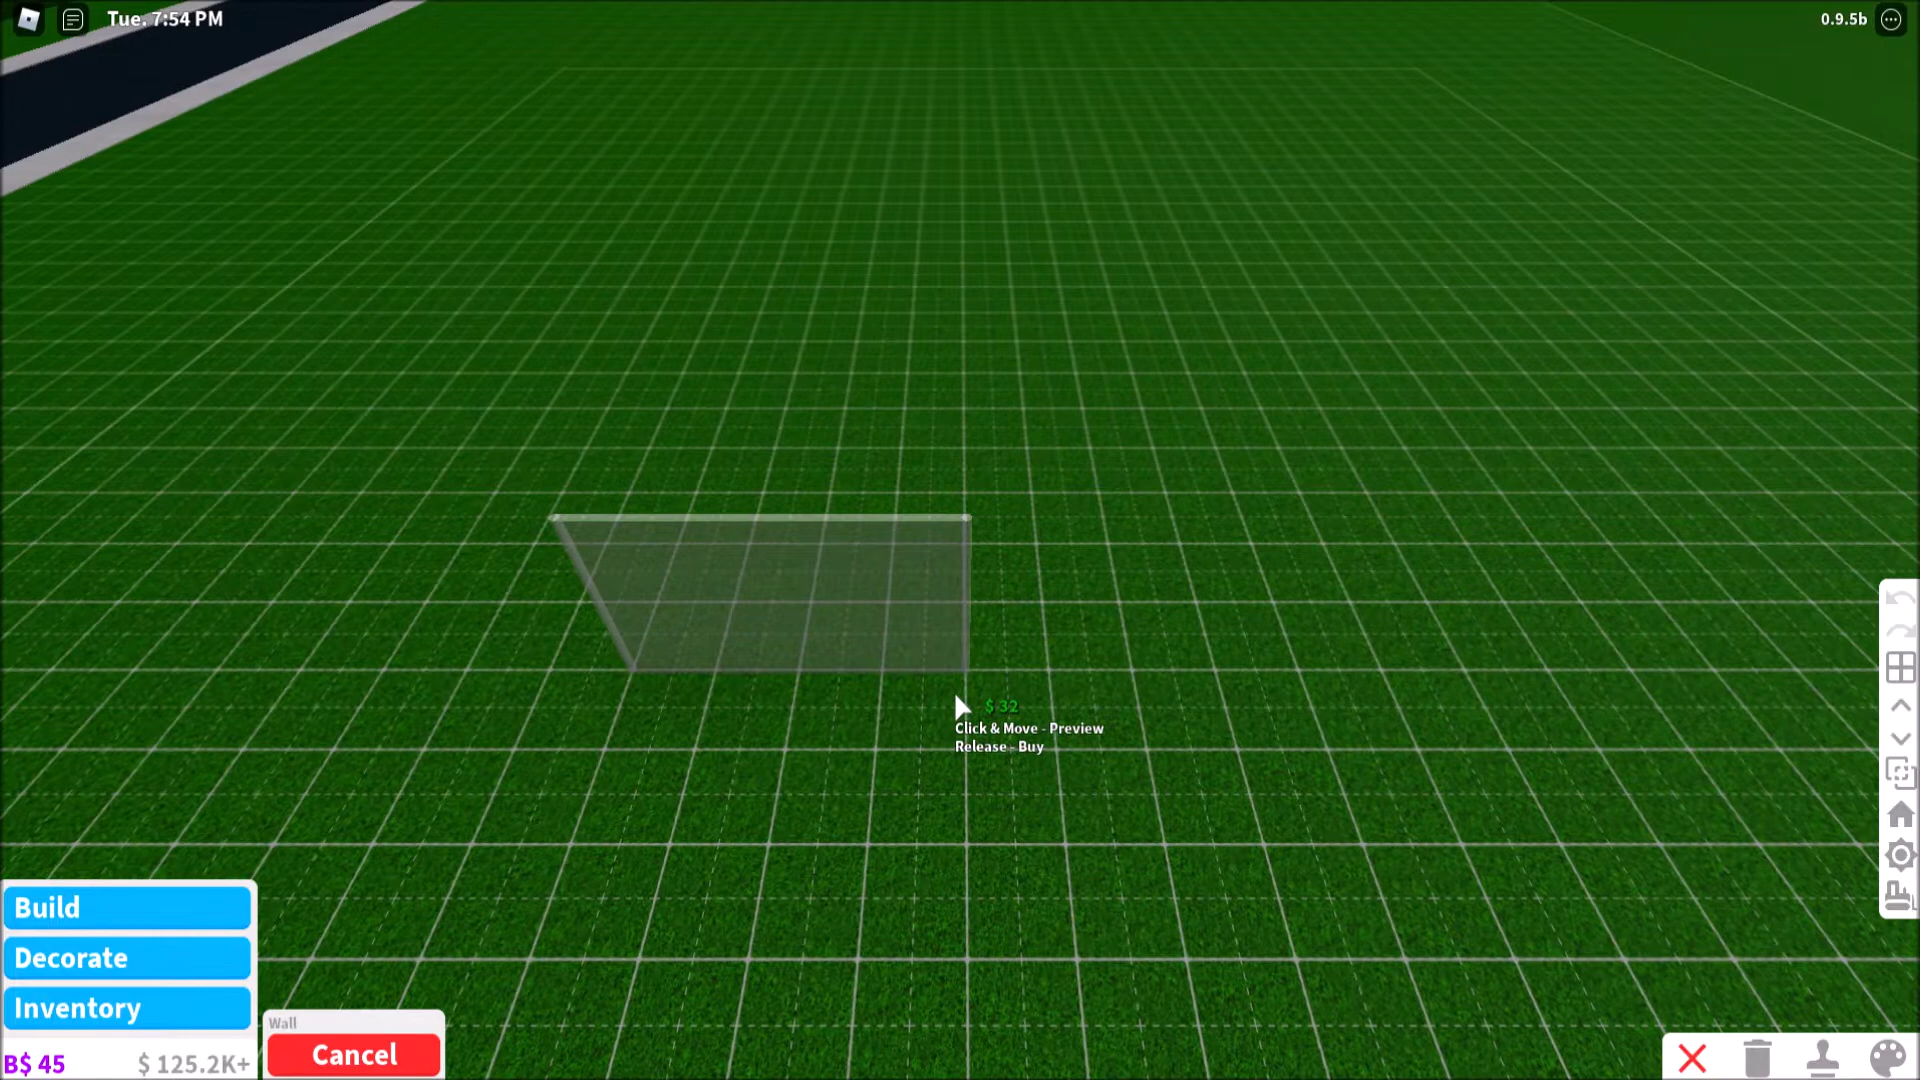 Tue. 7:54 PM
0.9.5b
$ 32
Click & Move - Preview
Release - Buy
Build
Decorate
Inventory
B$ 45
$ 125.2K+
Wall
Cancel